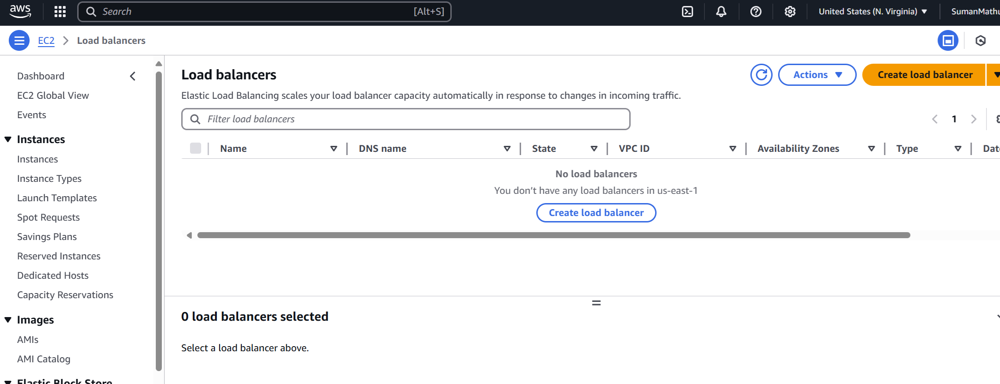 aws Search [Alt+S] United States (N. Virginia) SumanMathu
EC2 Load balancers
Dashboard
EC2 Global View
Events
Instances
Instances
Instance Types
Launch Templates
Spot Requests
Savings Plans
Reserved Instances
Dedicated Hosts
Capacity Reservations
Images
AMIs
AMI Catalog
Elastic Block Store
Load balancers
Actions
Create load balancer
Elastic Load Balancing scales your load balancer capacity automatically in response to changes in incoming traffic.
Filter load balancers
1
Name DNS name State VPC ID Availability Zones Type Dat
No load balancers
You don’t have any load balancers in us-east-1
Create load balancer
0 load balancers selected
Select a load balancer above.